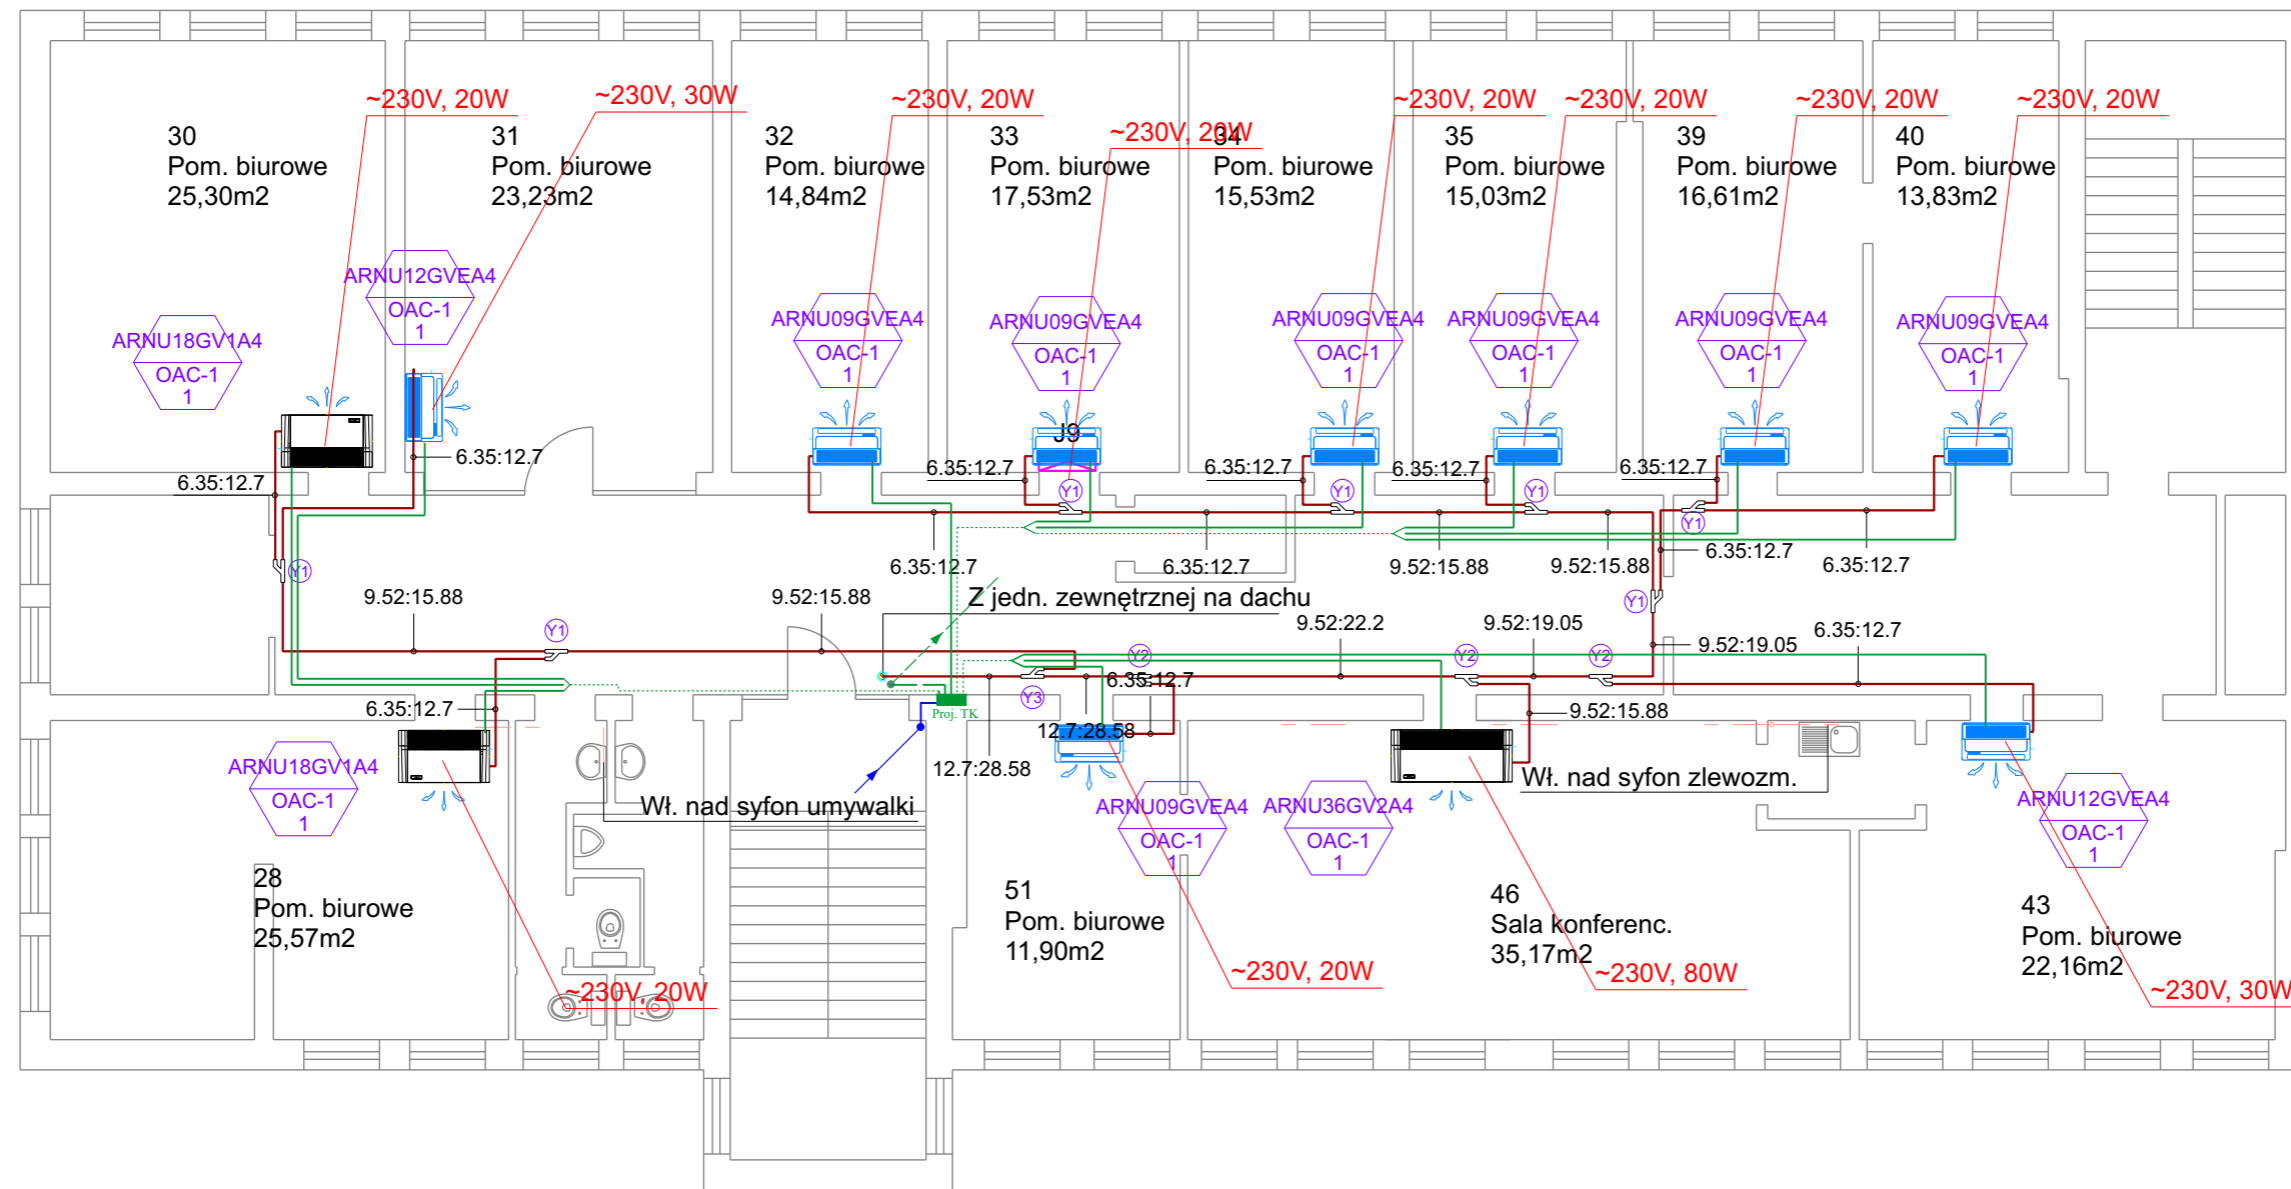 ~230V, 20W
~230V, 30W
~230V, 20W
~230V, 20W
~230V, 20W
~230V, 20W
~230V, 20W
~230V, 20W
30
Pom. biurowe
25,30m2
31
Pom. biurowe
23,23m2
32
Pom. biurowe
14,84m2
33
Pom. biurowe
17,53m2
34
Pom. biurowe
15,53m2
35
Pom. biurowe
15,03m2
39
Pom. biurowe
16,61m2
40
Pom. biurowe
13,83m2
ARNU18GV1A4
OAC-1
1
ARNU12GVEA4
OAC-1
1
ARNU09GVEA4
OAC-1
1
ARNU09GVEA4
OAC-1
1
ARNU09GVEA4
OAC-1
1
ARNU09GVEA4
OAC-1
1
ARNU09GVEA4
OAC-1
1
ARNU09GVEA4
OAC-1
1
J9
6.35:12.7
6.35:12.7
6.35:12.7
6.35:12.7
6.35:12.7
6.35:12.7
Y1
Y1
Y1
Y1
Y1
6.35:12.7
6.35:12.7
9.52:15.88
9.52:15.88
6.35:12.7
6.35:12.7
9.52:15.88
9.52:15.88
Z jedn. zewnętrznej na dachu
Y1
Y1
9.52:22.2
9.52:19.05
9.52:19.05
6.35:12.7
Y2
Y2
Y2
Y3
6.35:12.7
6.35:12.7
9.52:15.88
Proj. TK
12.7:28.58
12.7:28.58
Wł. nad syfon umywalki
Wł. nad syfon zlewozm.
ARNU18GV1A4
OAC-1
1
ARNU09GVEA4
OAC-1
1
ARNU36GV2A4
OAC-1
1
ARNU12GVEA4
OAC-1
1
28
Pom. biurowe
25,57m2
51
Pom. biurowe
11,90m2
46
Sala konferenc.
35,17m2
43
Pom. biurowe
22,16m2
~230V, 20W
~230V, 20W
~230V, 80W
~230V, 30W